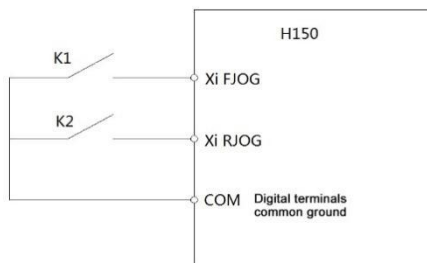 H150
K1
Xi FJOG
K2
Xi RJOG
COM Digital terminals
common ground